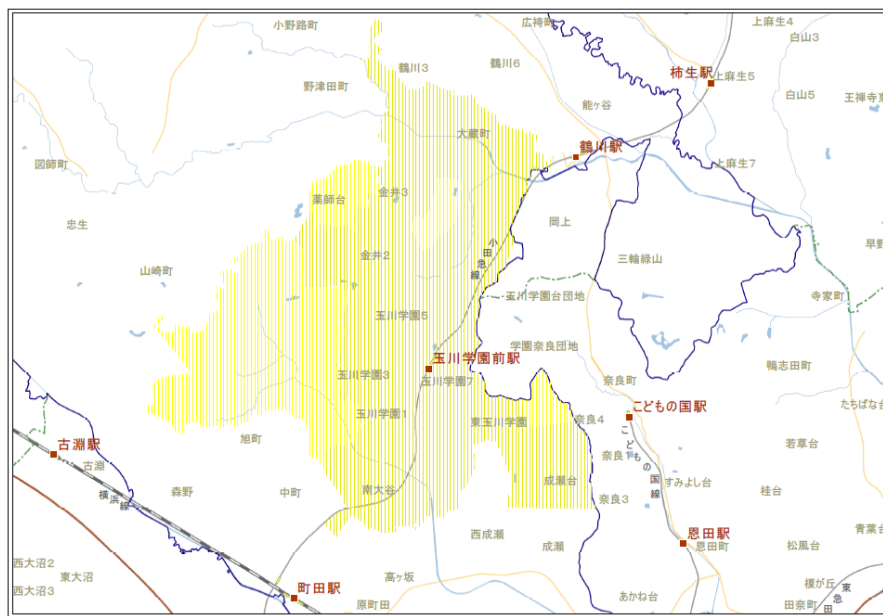 小野路町
広袴町
上麻生4
白山3
鶴川3
鶴川6
柿生駅
上麻生5
野津田町
能ヶ谷
白山5
王禅寺東
大蔵町
鶴川駅
図師町
上麻生7
薬師台
金井3
忠生
岡上
小田急線
早野
山崎町
金井2
三輪緑山
玉川学園台団地
寺家町
玉川学園5
学園奈良団地
玉川学園前駅
鴨志田町
玉川学園3
玉川学園7
奈良町
こどもの国駅
たちばな台
玉川学園1
東玉川学園
奈良4
古淵駅
旭町
若草台
古淵
奈良1
こどもの国線
すみよし台
横浜線
森野
中町
南大谷
成瀬台
奈良3
桂台
西成瀬
成瀬
恩田駅
恩田町
松風台
青葉台
西大沼2
東大沼
高ヶ坂
町田駅
西大沼3
原町田
あかね台
榎が丘
田奈町
東急田